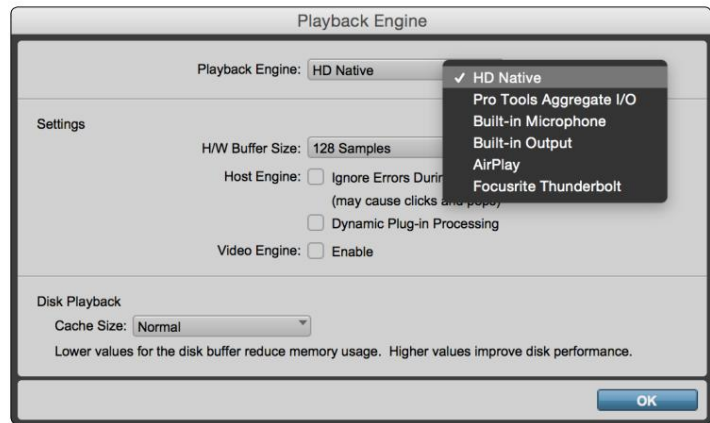 Playback Engine
Playback Engine: HD Native
✓ HD Native
Pro Tools Aggregate I/O
Built-in Microphone
Built-in Output
AirPlay
Focusrite Thunderbolt
Settings
H/W Buffer Size: 128 Samples
Host Engine: Ignore Errors
(may cause clicks and pops)
Dynamic Plug-in Processing
Video Engine: Enable
Disk Playback
Cache Size: Normal
Lower values for the disk buffer reduce memory usage. Higher values improve disk performance.
OK